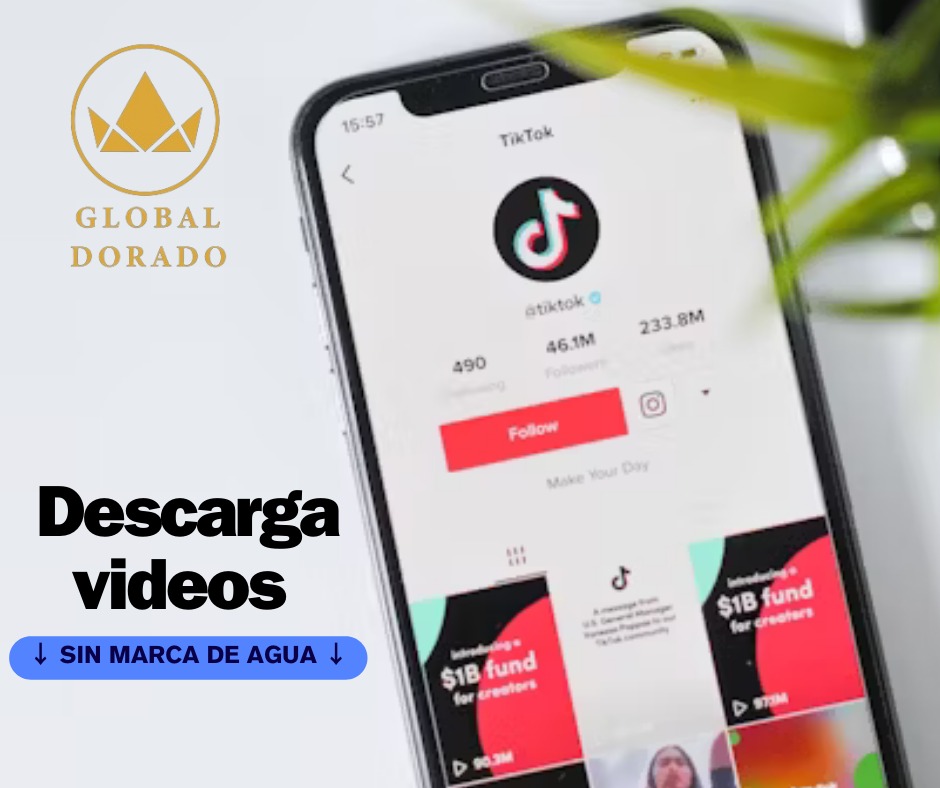 GLOBAL
DORADO
Descarga
videos
↓ SIN MARCA DE AGUA ↓
15:57
TikTok
@tiktok
490
46.1M
233.8M
Following
Followers
Likes
Follow
Make Your Day
Introducing a
$1B fund
for creators
90.3M
A message from
U.S. General Manager
Vanessa Pappas to our
TikTok community
Introducing a
$1B fund
for creators